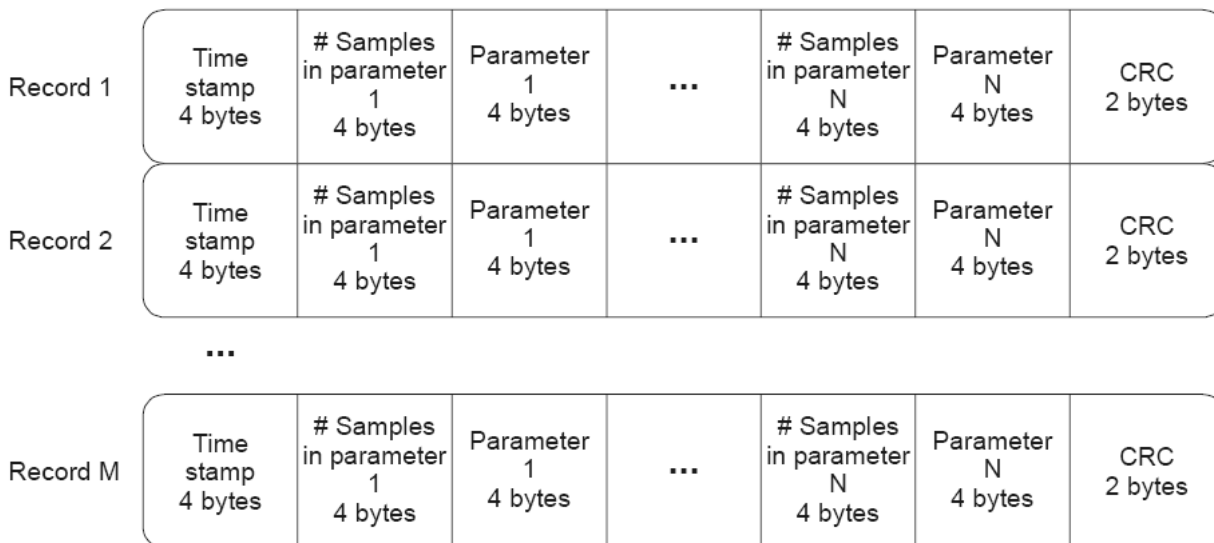 Record 1
Time
stamp
4 bytes
# Samples
in parameter
1
4 bytes
Parameter
1
4 bytes
...
# Samples
in parameter
N
4 bytes
Parameter
N
4 bytes
CRC
2 bytes
Record 2
Time
stamp
4 bytes
# Samples
in parameter
1
4 bytes
Parameter
1
4 bytes
...
# Samples
in parameter
N
4 bytes
Parameter
N
4 bytes
CRC
2 bytes
...
Record M
Time
stamp
4 bytes
# Samples
in parameter
1
4 bytes
Parameter
1
4 bytes
...
# Samples
in parameter
N
4 bytes
Parameter
N
4 bytes
CRC
2 bytes